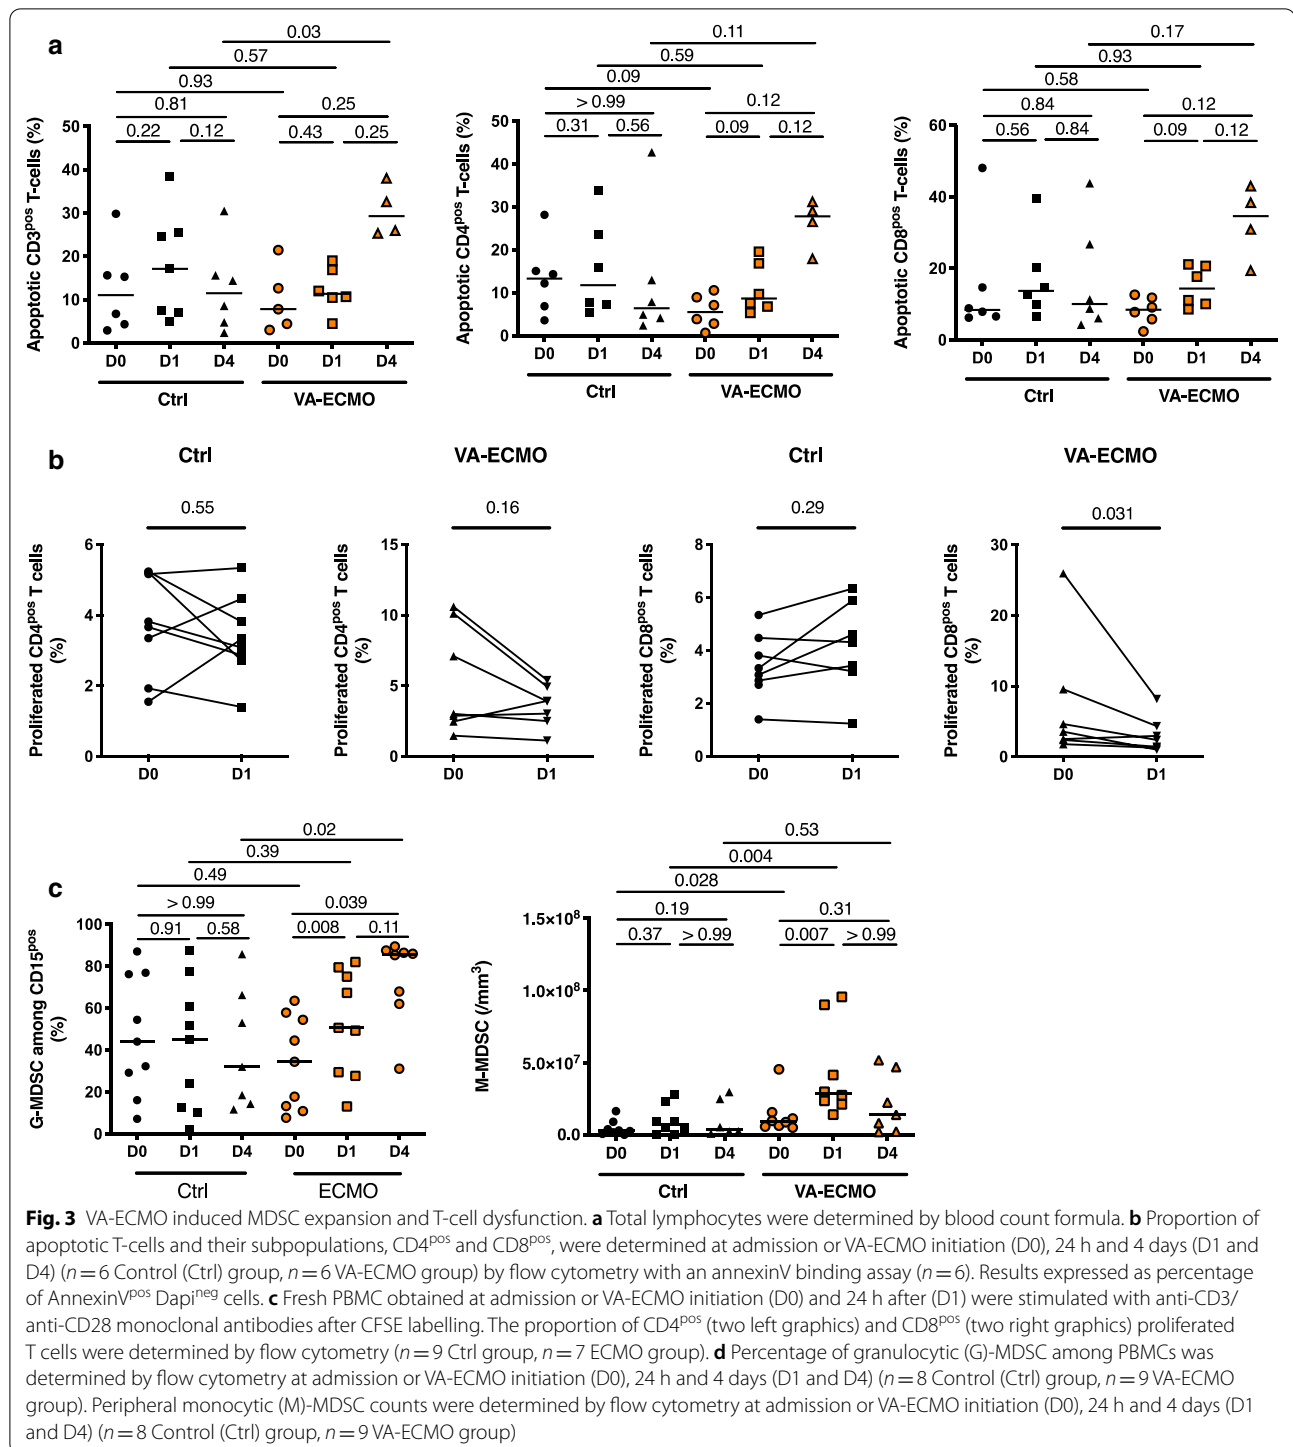 a
0.03
0.57
0.93
0.81
0.25
0.22
0.12
0.43
0.25
Apoptotic CD3pos T-cells (%)
50
40
30
20
10
0
D0
D1
D4
D0
D1
D4
Ctrl
VA-ECMO
0.11
0.59
0.09
> 0.99
0.12
0.31
0.56
0.09
0.12
Apoptotic CD4pos T-cells (%)
50
40
30
20
10
0
D0
D1
D4
D0
D1
D4
Ctrl
VA-ECMO
0.17
0.93
0.58
0.84
0.12
0.56
0.84
0.09
0.12
Apoptotic CD8pos T-cells (%)
60
40
20
0
D0
D1
D4
D0
D1
D4
Ctrl
VA-ECMO
b
Ctrl
0.55
Proliferated CD4pos T cells
(%)
6
4
2
0
D0
D1
VA-ECMO
0.16
Proliferated CD4pos T cells
(%)
15
10
5
0
D0
D1
Ctrl
0.29
Proliferated CD8pos T cells
(%)
8
6
4
2
0
D0
D1
VA-ECMO
0.031
Proliferated CD8pos T cells
(%)
30
20
10
0
D0
D1
c
0.02
0.39
0.49
> 0.99
0.039
0.91
0.58
0.008
0.11
G-MDSC among CD15pos
(%)
100
80
60
40
20
0
D0
D1
D4
D0
D1
D4
Ctrl
ECMO
0.53
0.004
0.028
0.19
0.31
0.37
> 0.99
0.007
> 0.99
M-MDSC (/mm³)
1.5×10⁸
1.0×10⁸
5.0×10⁷
0.0
D0
D1
D4
D0
D1
D4
Ctrl
VA-ECMO
Fig. 3 VA-ECMO induced MDSC expansion and T-cell dysfunction. a Total lymphocytes were determined by blood count formula. b Proportion of
apoptotic T-cells and their subpopulations, CD4pos and CD8pos, were determined at admission or VA-ECMO initiation (D0), 24 h and 4 days (D1 and
D4) (n = 6 Control (Ctrl) group, n = 6 VA-ECMO group) by flow cytometry with an annexinV binding assay (n = 6). Results expressed as percentage
of AnnexinVpos Dapineg cells. c Fresh PBMC obtained at admission or VA-ECMO initiation (D0) and 24 h after (D1) were stimulated with anti-CD3/
anti-CD28 monoclonal antibodies after CFSE labelling. The proportion of CD4pos (two left graphics) and CD8pos (two right graphics) proliferated
T cells were determined by flow cytometry (n = 9 Ctrl group, n = 7 ECMO group). d Percentage of granulocytic (G)-MDSC among PBMCs was
determined by flow cytometry at admission or VA-ECMO initiation (D0), 24 h and 4 days (D1 and D4) (n = 8 Control (Ctrl) group, n = 9 VA-ECMO
group). Peripheral monocytic (M)-MDSC counts were determined by flow cytometry at admission or VA-ECMO initiation (D0), 24 h and 4 days (D1
and D4) (n = 8 Control (Ctrl) group, n = 9 VA-ECMO group)